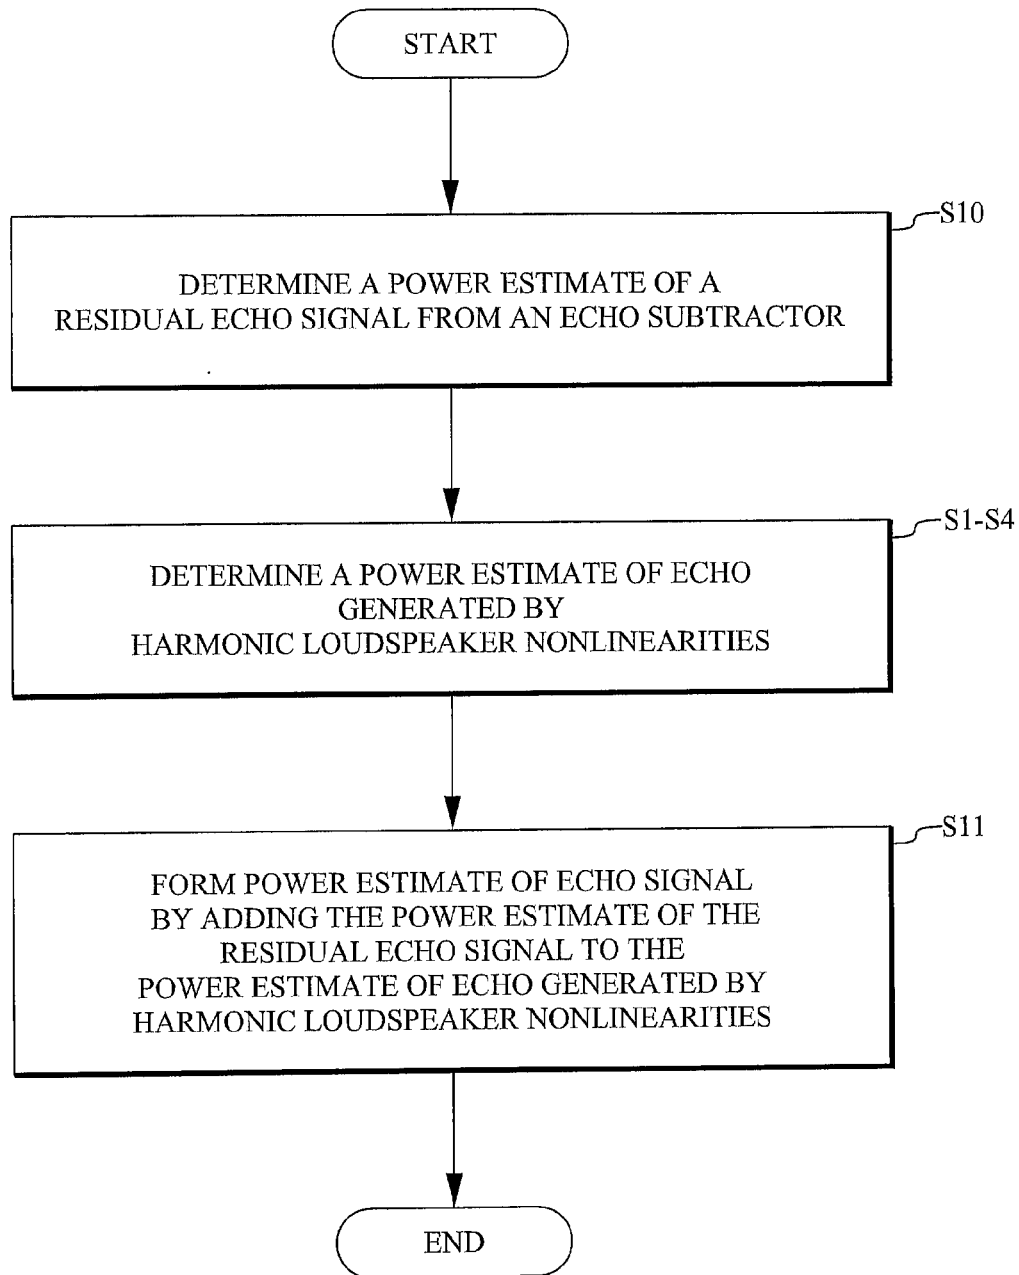 START
S10
DETERMINE A POWER ESTIMATE OF A
RESIDUAL ECHO SIGNAL FROM AN ECHO SUBTRACTOR
S1-S4
DETERMINE A POWER ESTIMATE OF ECHO
GENERATED BY
HARMONIC LOUDSPEAKER NONLINEARITIES
S11
FORM POWER ESTIMATE OF ECHO SIGNAL
BY ADDING THE POWER ESTIMATE OF THE
RESIDUAL ECHO SIGNAL TO THE
POWER ESTIMATE OF ECHO GENERATED BY
HARMONIC LOUDSPEAKER NONLINEARITIES
END